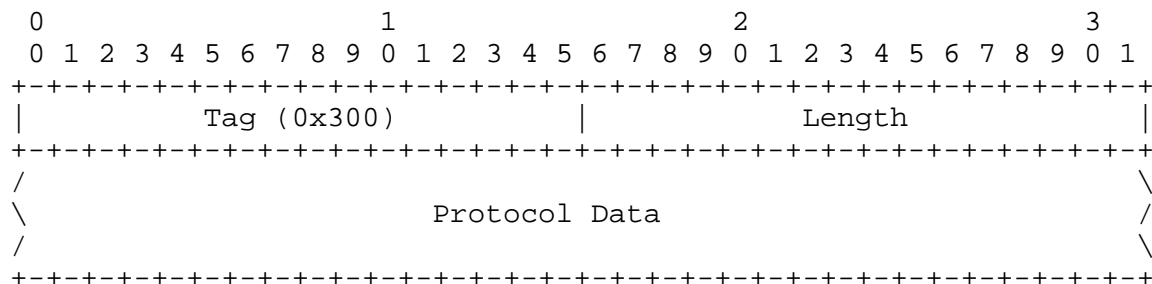 0                   1                   2                   3
 0 1 2 3 4 5 6 7 8 9 0 1 2 3 4 5 6 7 8 9 0 1 2 3 4 5 6 7 8 9 0 1
+-+-+-+-+-+-+-+-+-+-+-+-+-+-+-+-+-+-+-+-+-+-+-+-+-+-+-+-+-+-+-+-+
|          Tag (0x300)          |            Length             |
+-+-+-+-+-+-+-+-+-+-+-+-+-+-+-+-+-+-+-+-+-+-+-+-+-+-+-+-+-+-+-+-+
/                                                               \
\                       Protocol Data                           /
/                                                               \
+-+-+-+-+-+-+-+-+-+-+-+-+-+-+-+-+-+-+-+-+-+-+-+-+-+-+-+-+-+-+-+-+